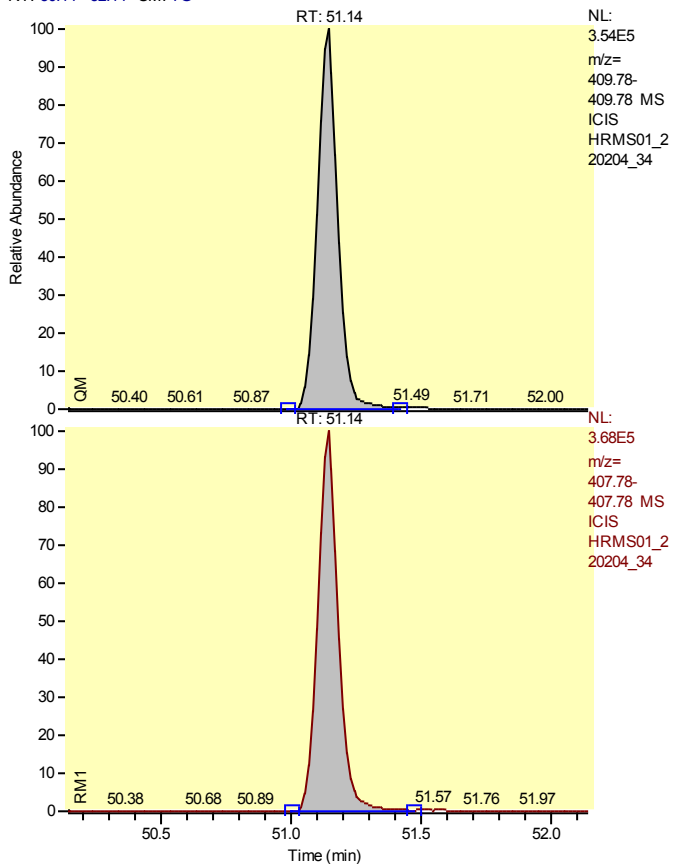 RT: 51.14
NL:
3.54E5
m/z=
409.78-
409.78 MS
ICIS
HRMS01_2
20204_34
100
90
80
70
60
50
40
30
20
10
0
Relative Abundance
QM
50.40 50.61 50.87 51.49 51.71 52.00
RT: 51.14
NL:
3.68E5
m/z=
407.78-
407.78 MS
ICIS
HRMS01_2
20204_34
100
90
80
70
60
50
40
30
20
10
0
RM1
50.38 50.68 50.89 51.57 51.76 51.97
50.5 51.0 51.5 52.0
Time (min)